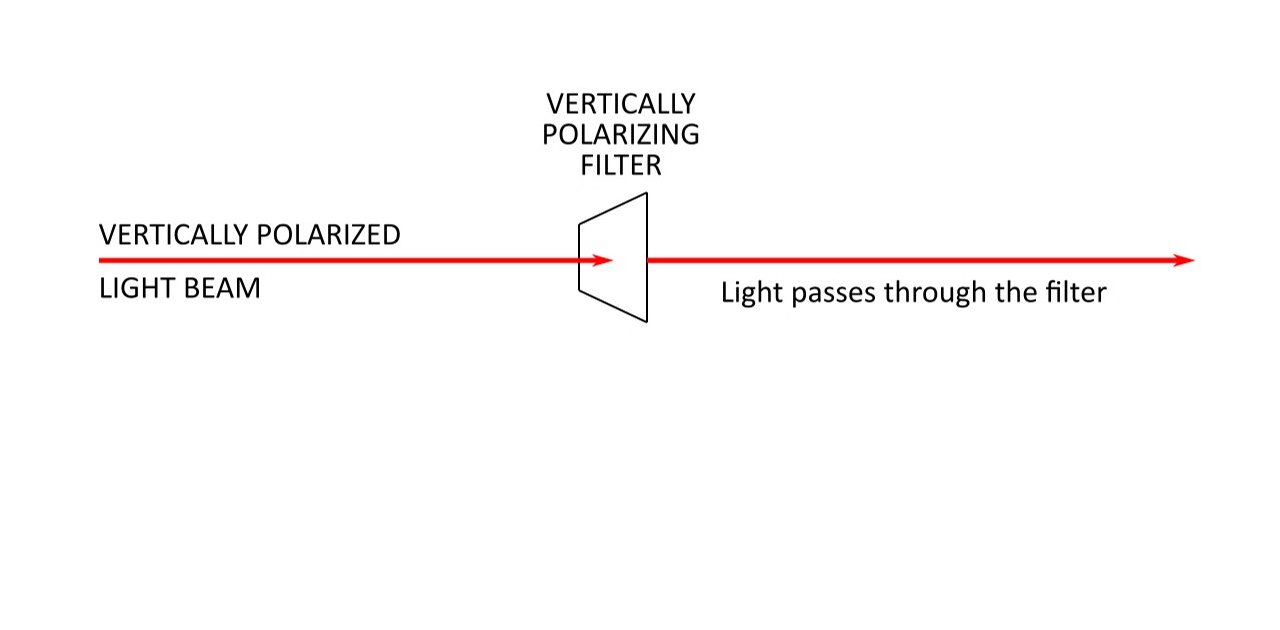 VERTICALLY
POLARIZING
FILTER
VERTICALLY POLARIZED
LIGHT BEAM
Light passes through the filter